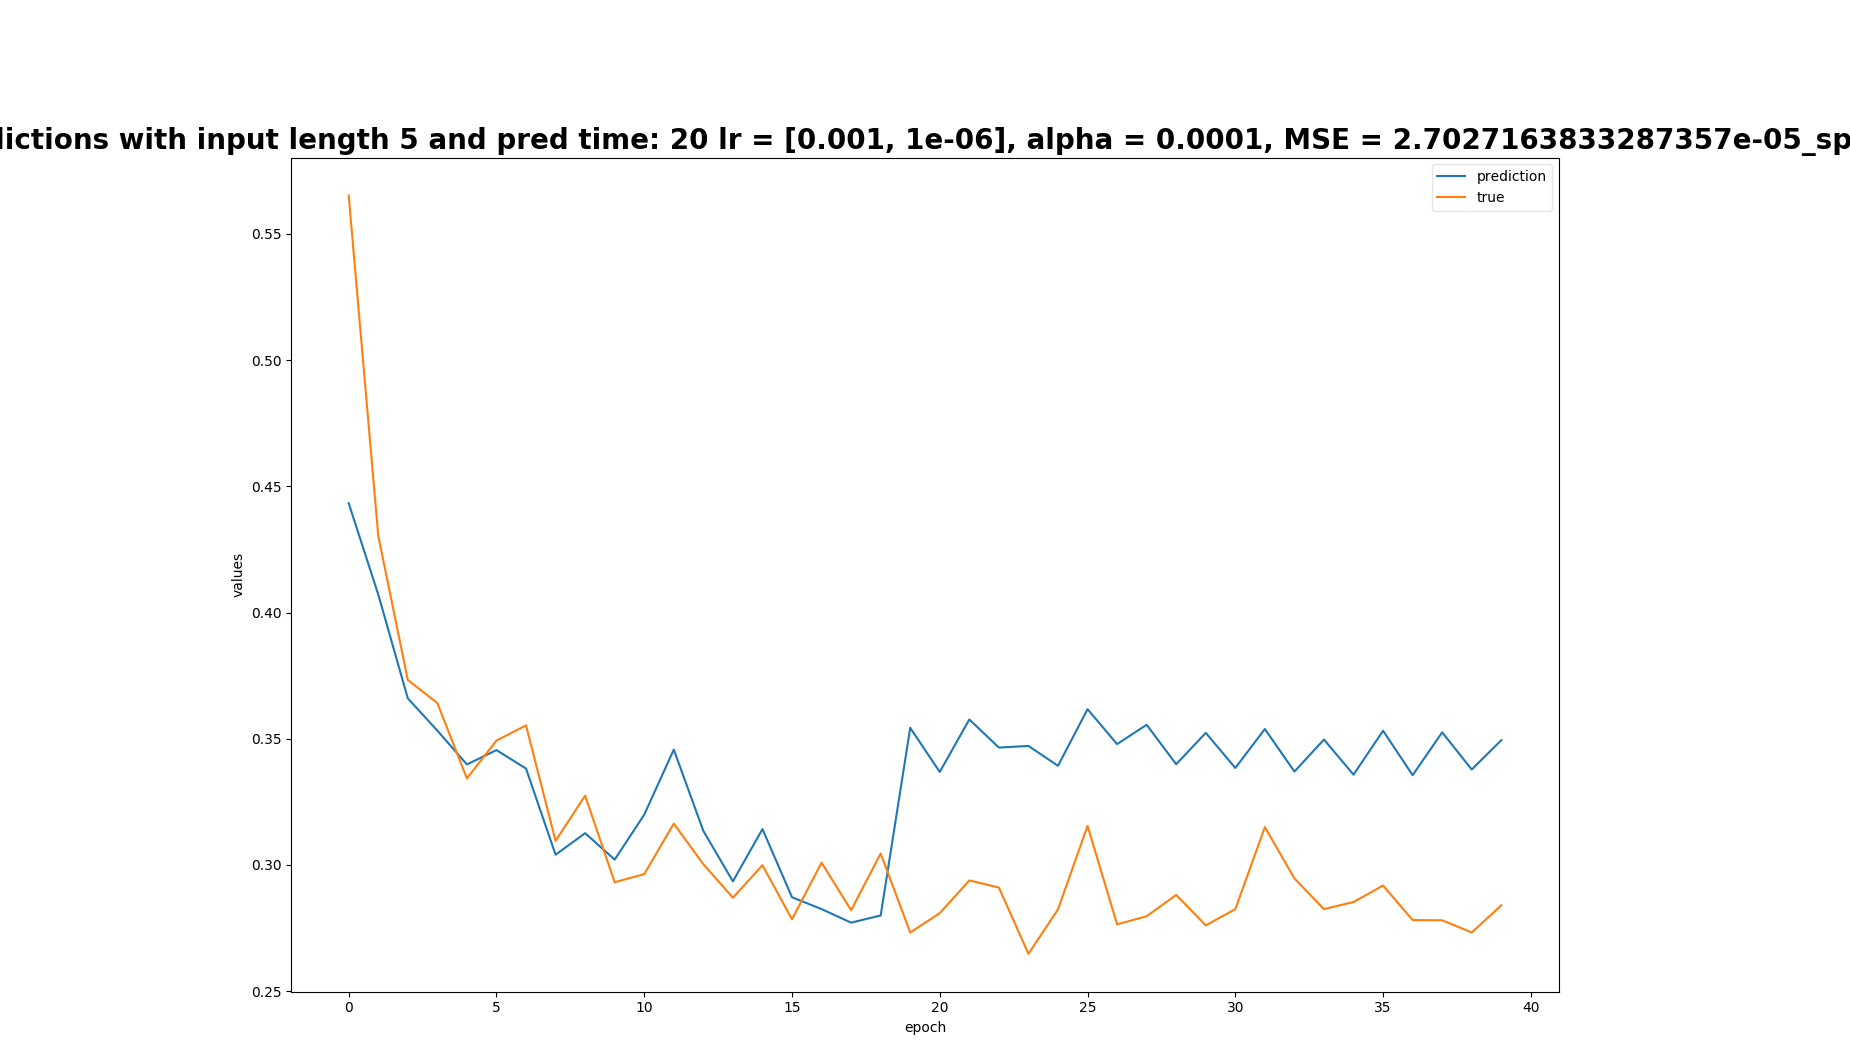 lictions with input length 5 and pred time: 20 lr = [0.001, 1e-06], alpha = 0.0001, MSE = 2.7027163833287357e-05_sp
prediction
true
0.55
0.50
0.45
0.40
0.35
0.30
0.25
values
0 5 10 15 20 25 30 35 40
epoch